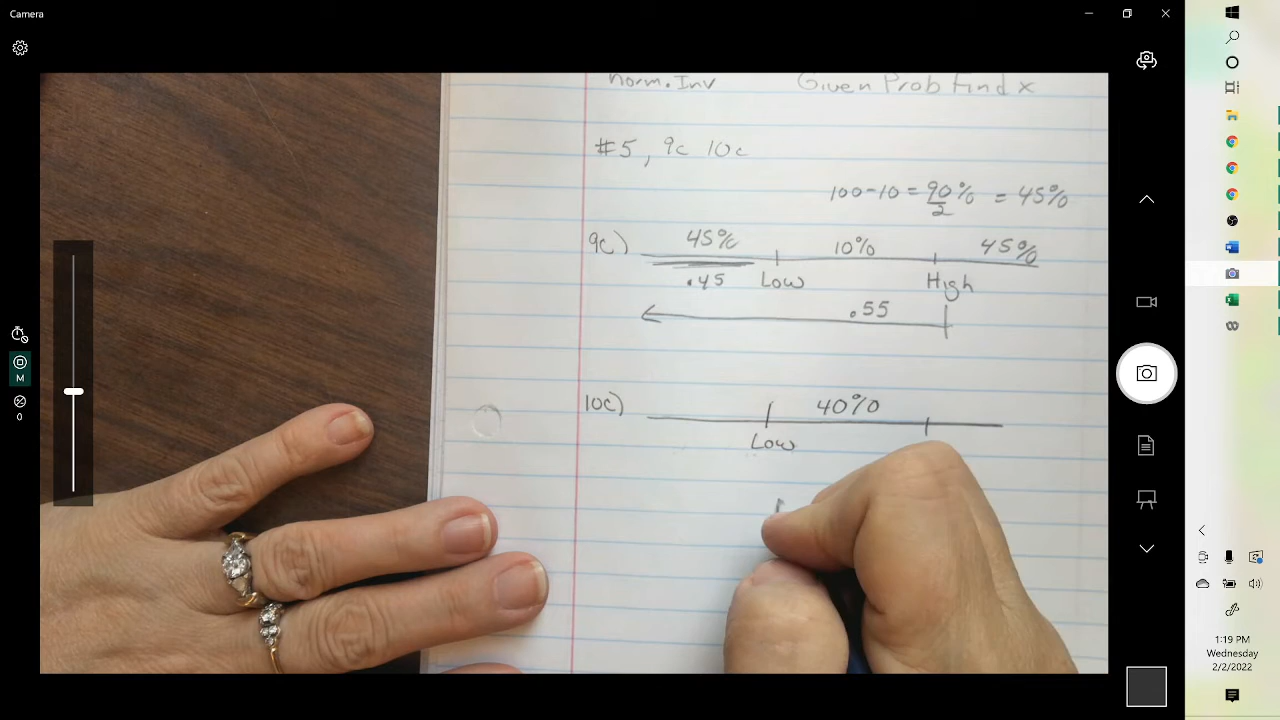 Camera
Norm.Inv Given Prob Find x
#5, 9c 10c
100-10 = 90%/2 = 45%
9c) 45% 10% 45%
.45 Low High
.55
10c) 40%
Low
M
0
1:19 PM
Wednesday
2/2/2022